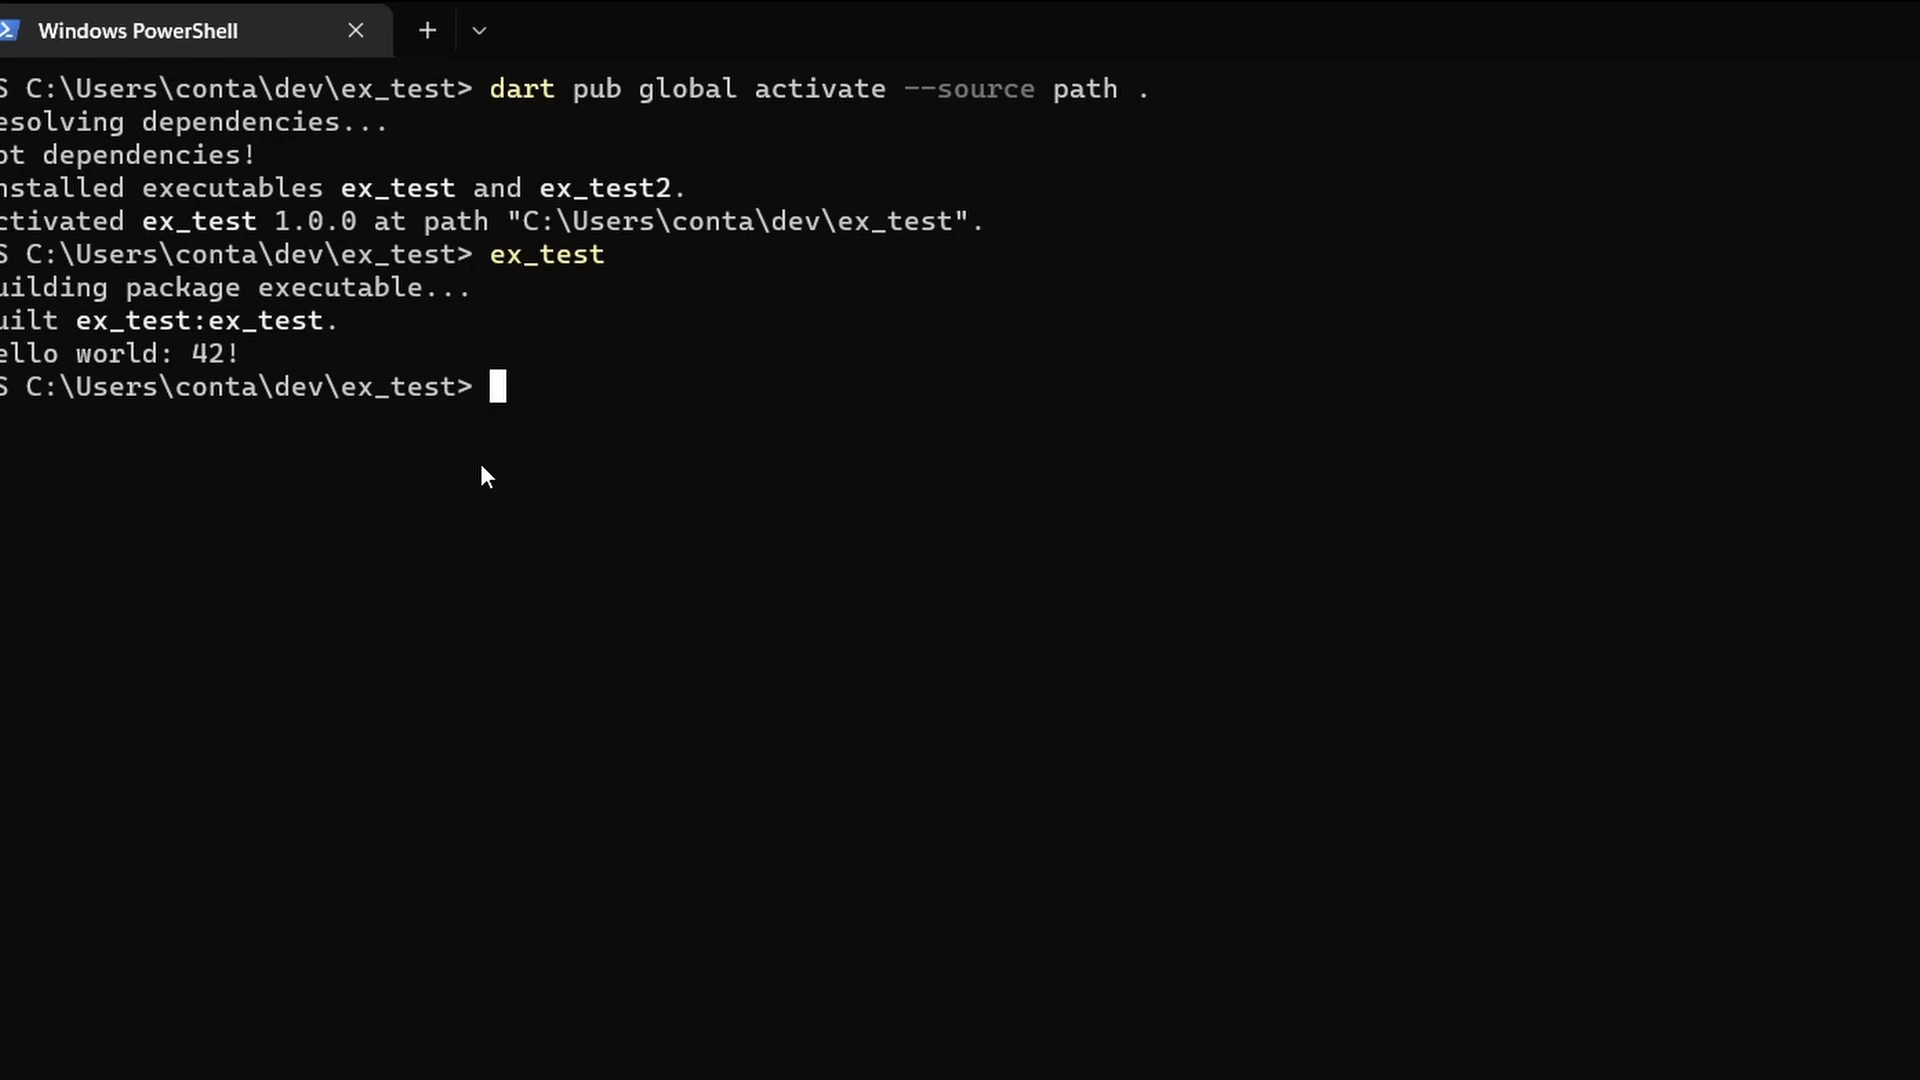 Windows PowerShell
S C:\Users\conta\dev\ex_test> dart pub global activate --source path .
esolving dependencies...
ot dependencies!
nstalled executables ex_test and ex_test2.
ctivated ex_test 1.0.0 at path "C:\Users\conta\dev\ex_test".
S C:\Users\conta\dev\ex_test> ex_test
uilding package executable...
uilt ex_test:ex_test.
ello world: 42!
S C:\Users\conta\dev\ex_test>